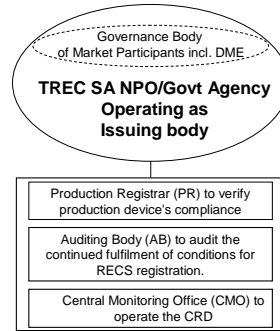 Governance Body
of Market Participants incl. DME
TREC SA NPO/Govt Agency
Operating as
Issuing body
Production Registrar (PR) to verify
production device's compliance
Auditing Body (AB) to audit the
continued fulfilment of conditions for
RECS registration.
Central Monitoring Office (CMO) to
operate the CRD